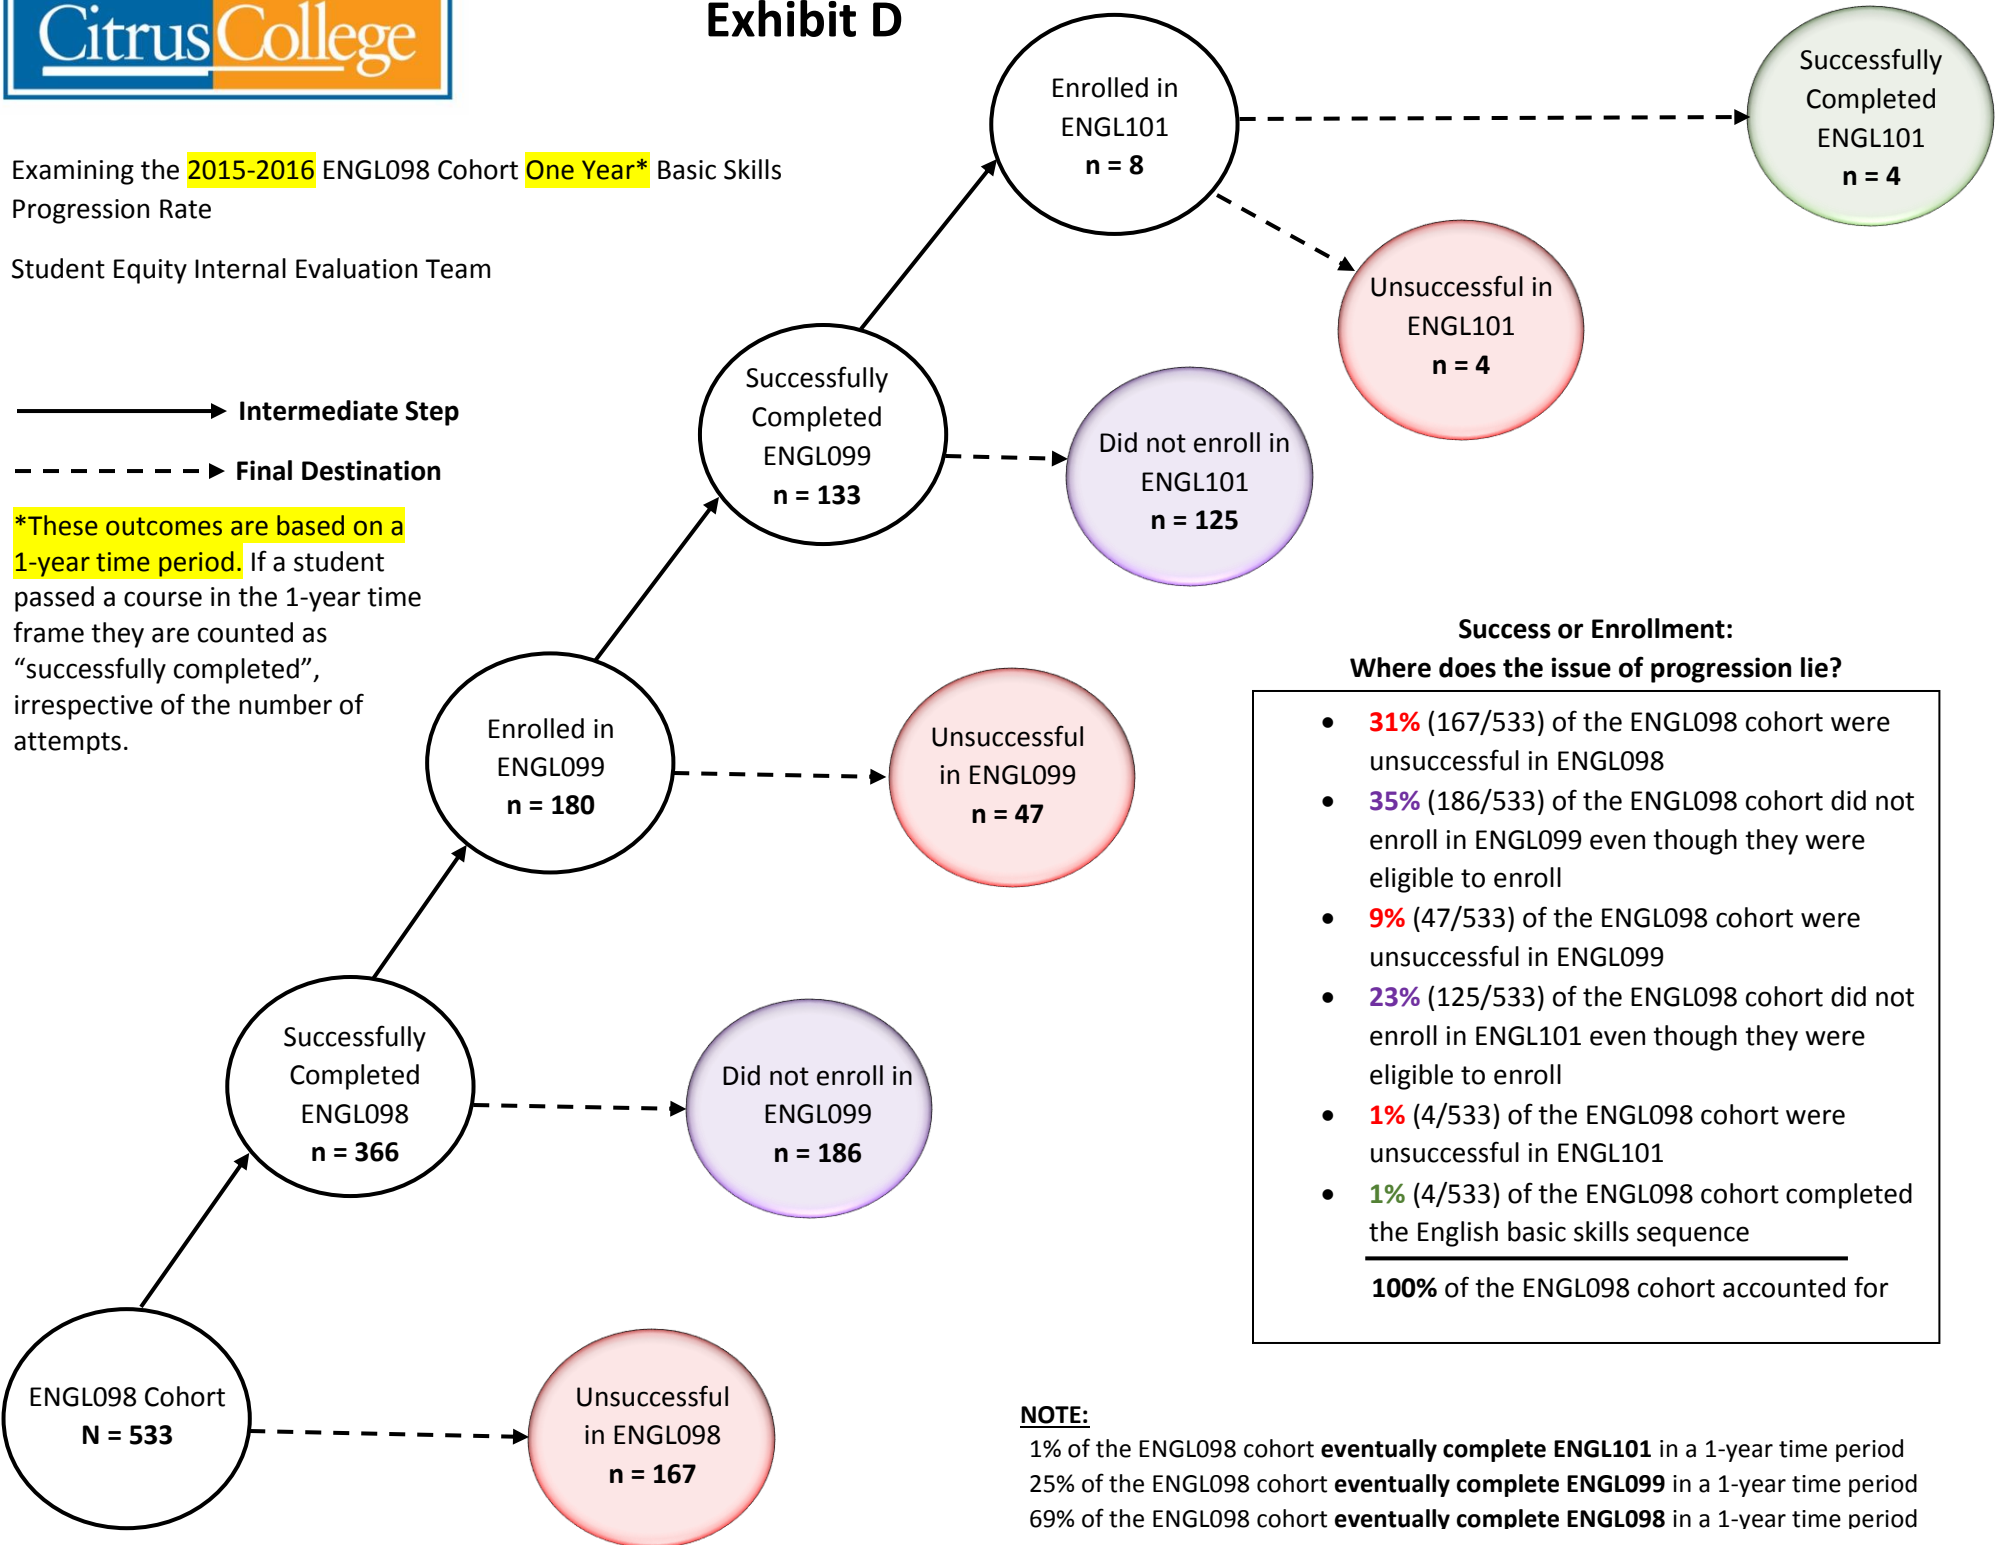 Citrus College
Exhibit D
Examining the 2015-2016 ENGL098 Cohort One Year* Basic Skills
Progression Rate
Student Equity Internal Evaluation Team
Intermediate Step
Final Destination
*These outcomes are based on a
1-year time period. If a student
passed a course in the 1-year time
frame they are counted as
“successfully completed”,
irrespective of the number of
attempts.
Enrolled in
ENGL101
n = 8
Successfully
Completed
ENGL101
n = 4
Unsuccessful in
ENGL101
n = 4
Successfully
Completed
ENGL099
n = 133
Did not enroll in
ENGL101
n = 125
Enrolled in
ENGL099
n = 180
Unsuccessful
in ENGL099
n = 47
Successfully
Completed
ENGL098
n = 366
Did not enroll in
ENGL099
n = 186
ENGL098 Cohort
N = 533
Unsuccessful
in ENGL098
n = 167
Success or Enrollment:
Where does the issue of progression lie?
• 31% (167/533) of the ENGL098 cohort were
unsuccessful in ENGL098
• 35% (186/533) of the ENGL098 cohort did not
enroll in ENGL099 even though they were
eligible to enroll
• 9% (47/533) of the ENGL098 cohort were
unsuccessful in ENGL099
• 23% (125/533) of the ENGL098 cohort did not
enroll in ENGL101 even though they were
eligible to enroll
• 1% (4/533) of the ENGL098 cohort were
unsuccessful in ENGL101
• 1% (4/533) of the ENGL098 cohort completed
the English basic skills sequence
100% of the ENGL098 cohort accounted for
NOTE:
1% of the ENGL098 cohort eventually complete ENGL101 in a 1-year time period
25% of the ENGL098 cohort eventually complete ENGL099 in a 1-year time period
69% of the ENGL098 cohort eventually complete ENGL098 in a 1-year time period